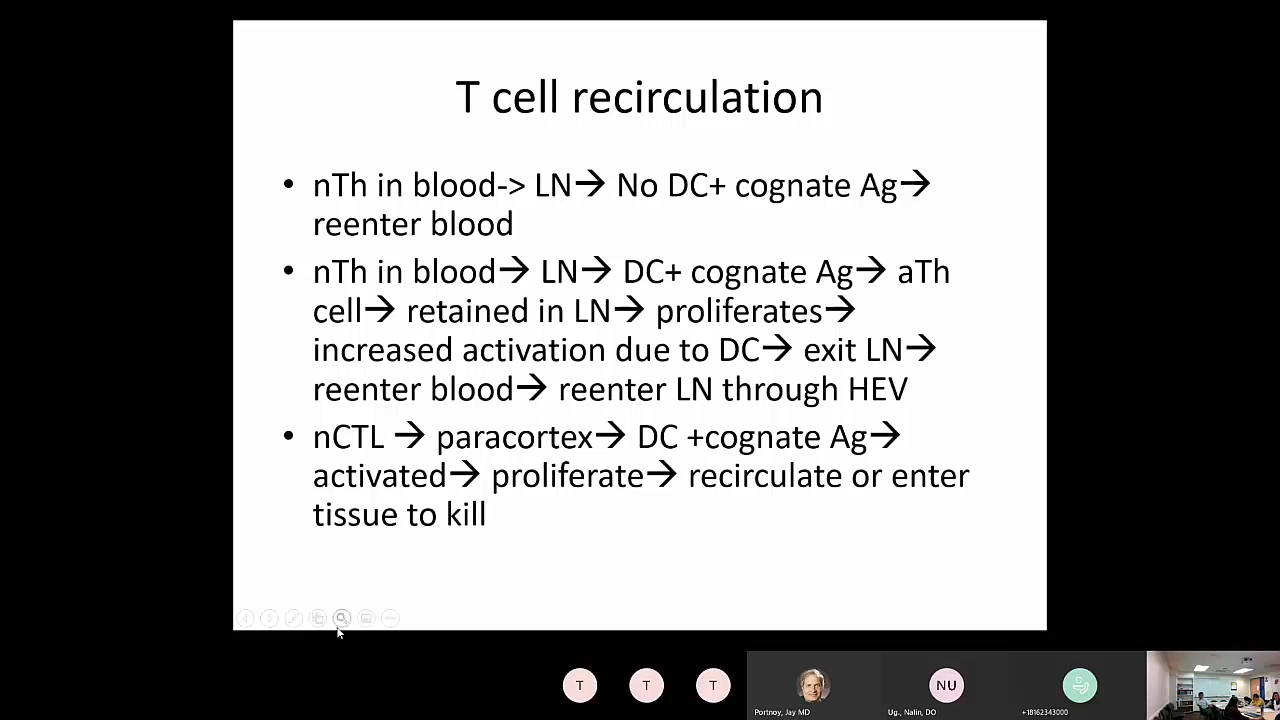 T cell recirculation
• nTh in blood-> LN→ No DC+ cognate Ag→
reenter blood
• nTh in blood→ LN→ DC+ cognate Ag→ aTh
cell→ retained in LN→ proliferates→
increased activation due to DC→ exit LN→
reenter blood→ reenter LN through HEV
• nCTL → paracortex→ DC +cognate Ag→
activated→ proliferate→ recirculate or enter
tissue to kill
T
T
T
NU
Portnoy, Jay MD
Ug., Nalin, DO
+18162343000